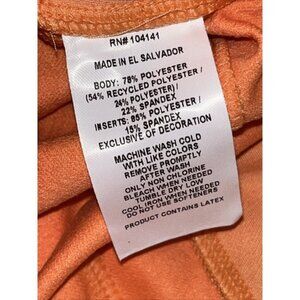 RN# 104141
MADE IN EL SALVADOR
BODY: 78% POLYESTER
(54% RECYCLED POLYESTER /
24% POLYESTER) /
22% SPANDEX
INSERTS: 85% POLYESTER /
15% SPANDEX
EXCLUSIVE OF DECORATION
MACHINE WASH COLD
WITH LIKE COLORS
REMOVE PROMPTLY
AFTER WASH
ONLY NON CHLORINE
BLEACH WHEN NEEDED
TUMBLE DRY LOW
COOL IRON WHEN NEEDED
DO NOT USE SOFTENERS
PRODUCT CONTAINS LATEX